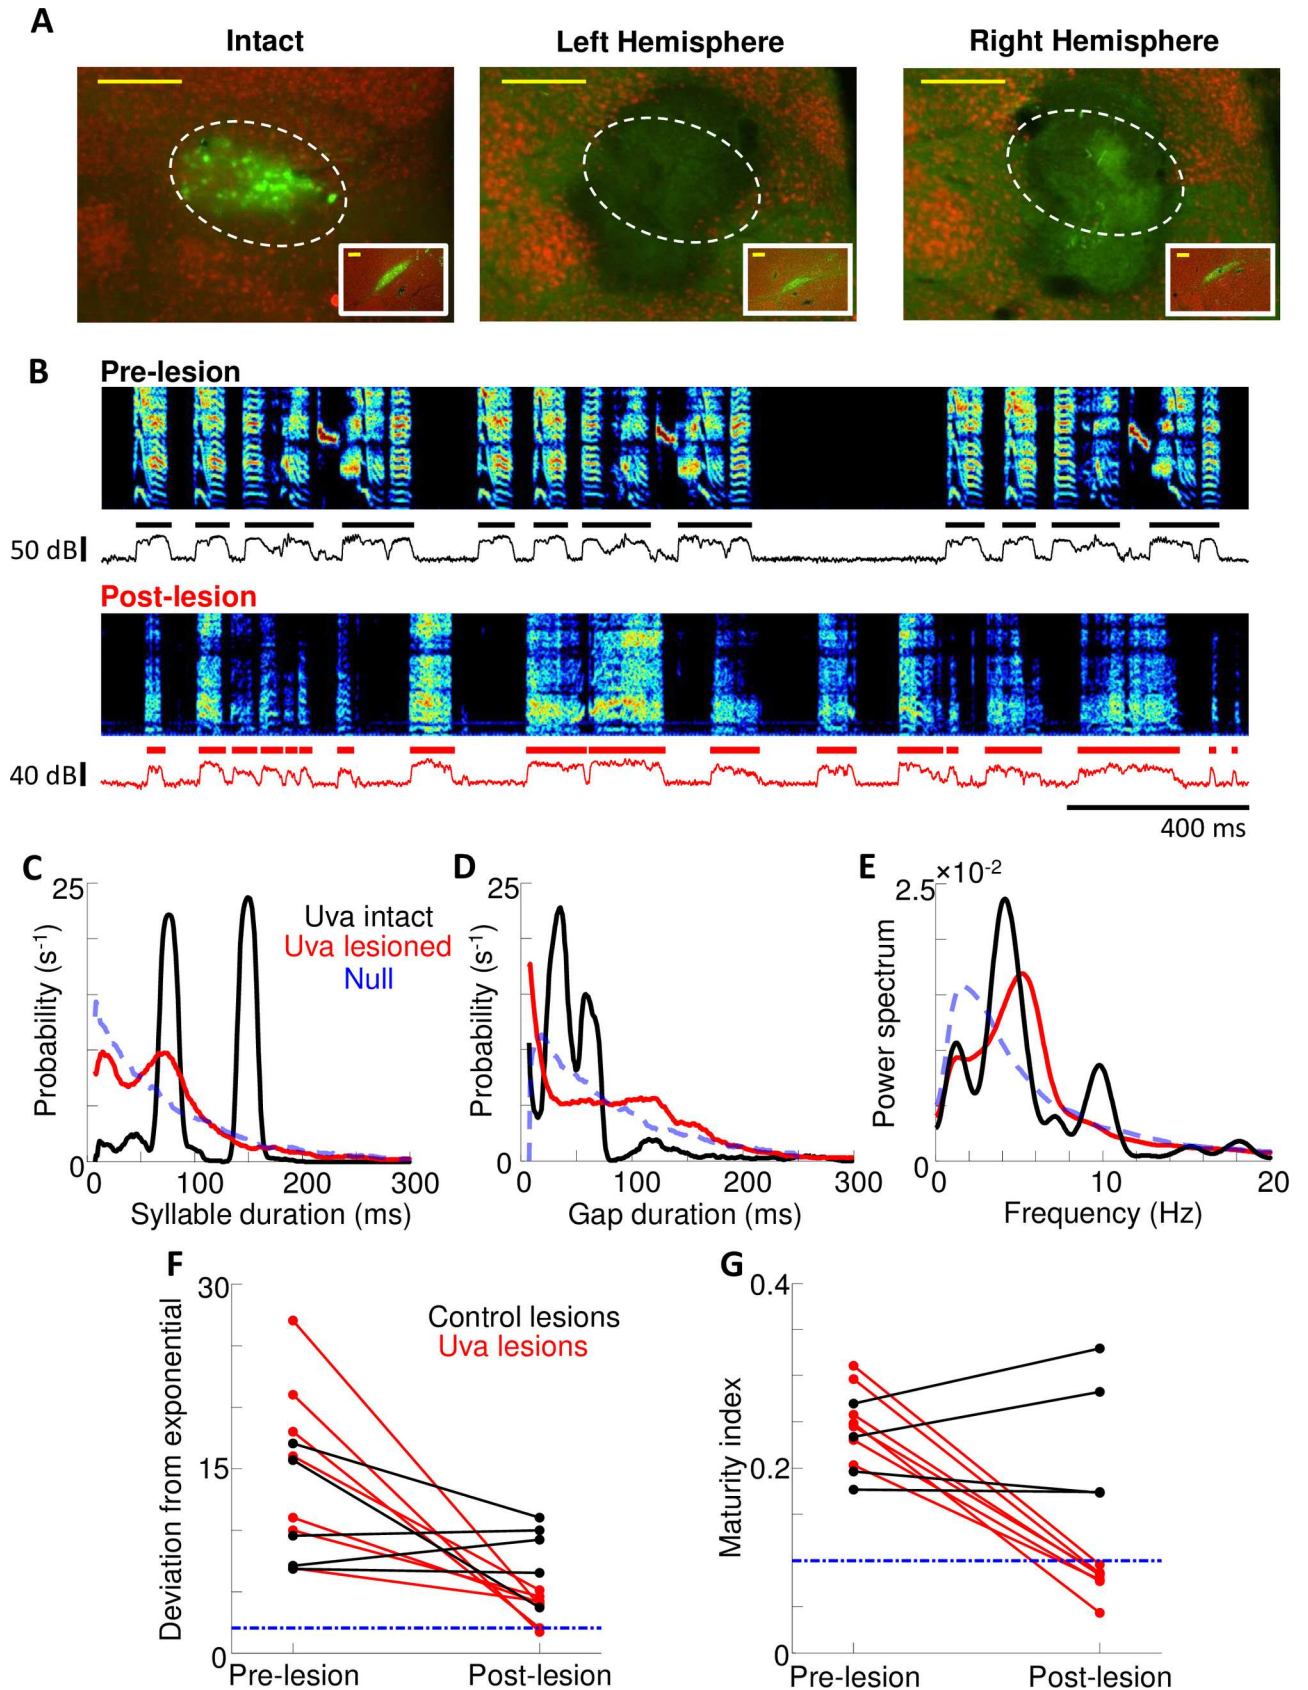 A
Intact
Left Hemisphere
Right Hemisphere
B
Pre-lesion
50 dB
Post-lesion
40 dB
400 ms
C
25
0
Probability (s-1)
0 100 200 300
Syllable duration (ms)
Uva intact
Uva lesioned
Null
D
25
0
Probability (s-1)
0 100 200 300
Gap duration (ms)
E
×10-2
2.5
0
Power spectrum
0 10 20
Frequency (Hz)
F
30
15
0
Deviation from exponential
Control lesions
Uva lesions
Pre-lesion Post-lesion
G
0.4
0.2
0
Maturity index
Pre-lesion Post-lesion